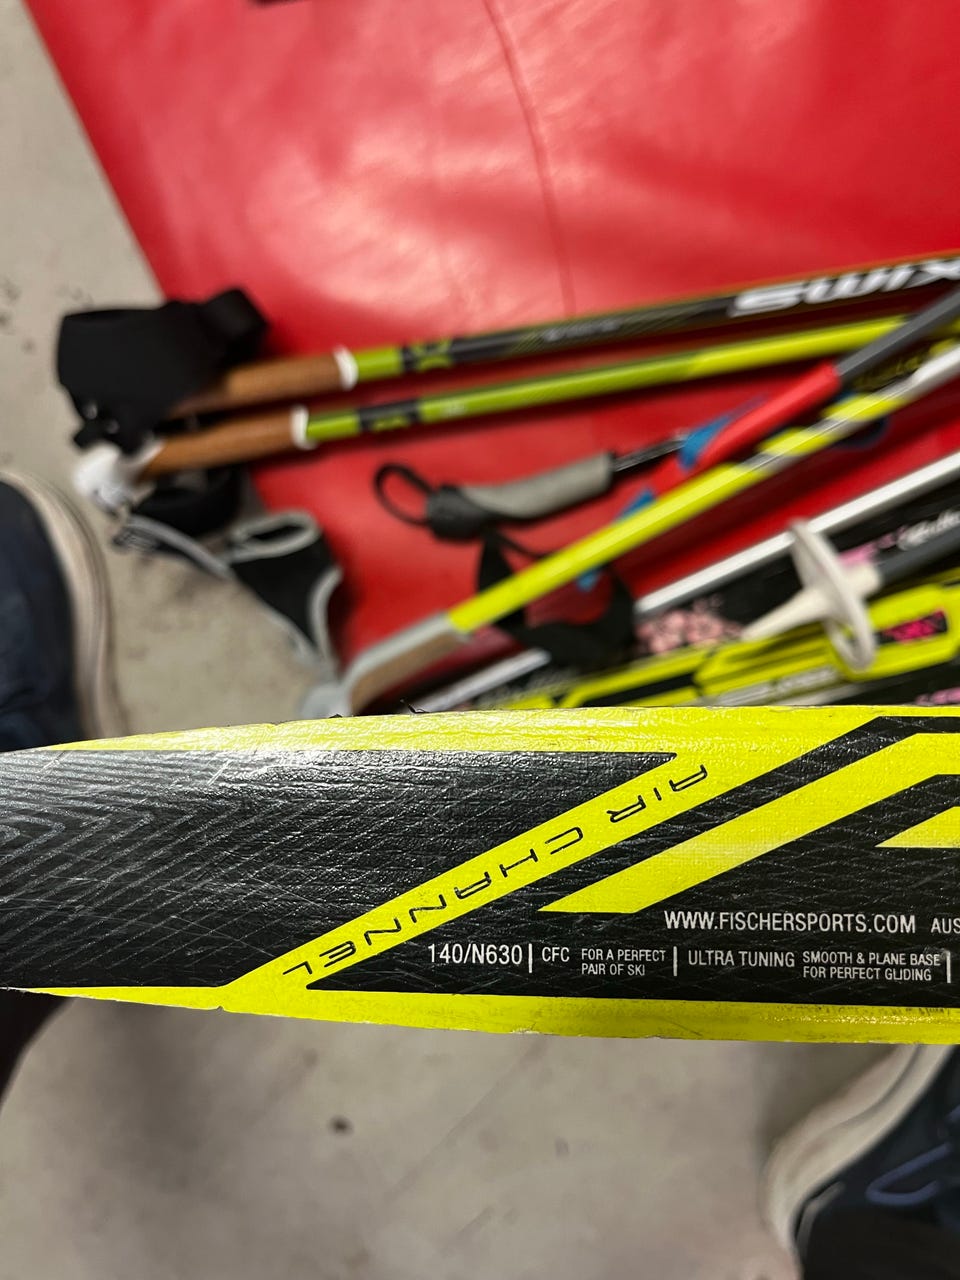 SWIX
AIR CHANNEL
WWW.FISCHERSPORTS.COM
140/N630 | CFC FOR A PERFECT PAIR OF SKI | ULTRA TUNING SMOOTH & PLANE BASE FOR PERFECT GLIDING |